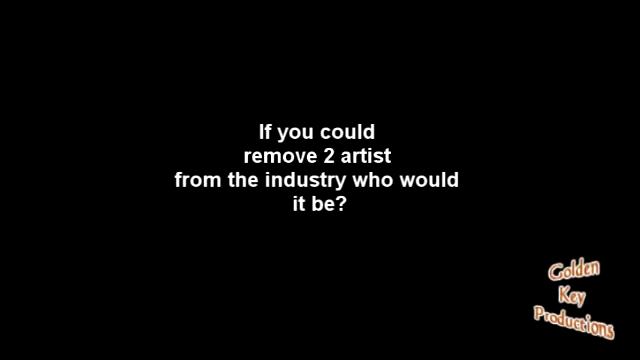 If you could
remove 2 artist
from the industry who would
it be?
Golden
Key
Productions